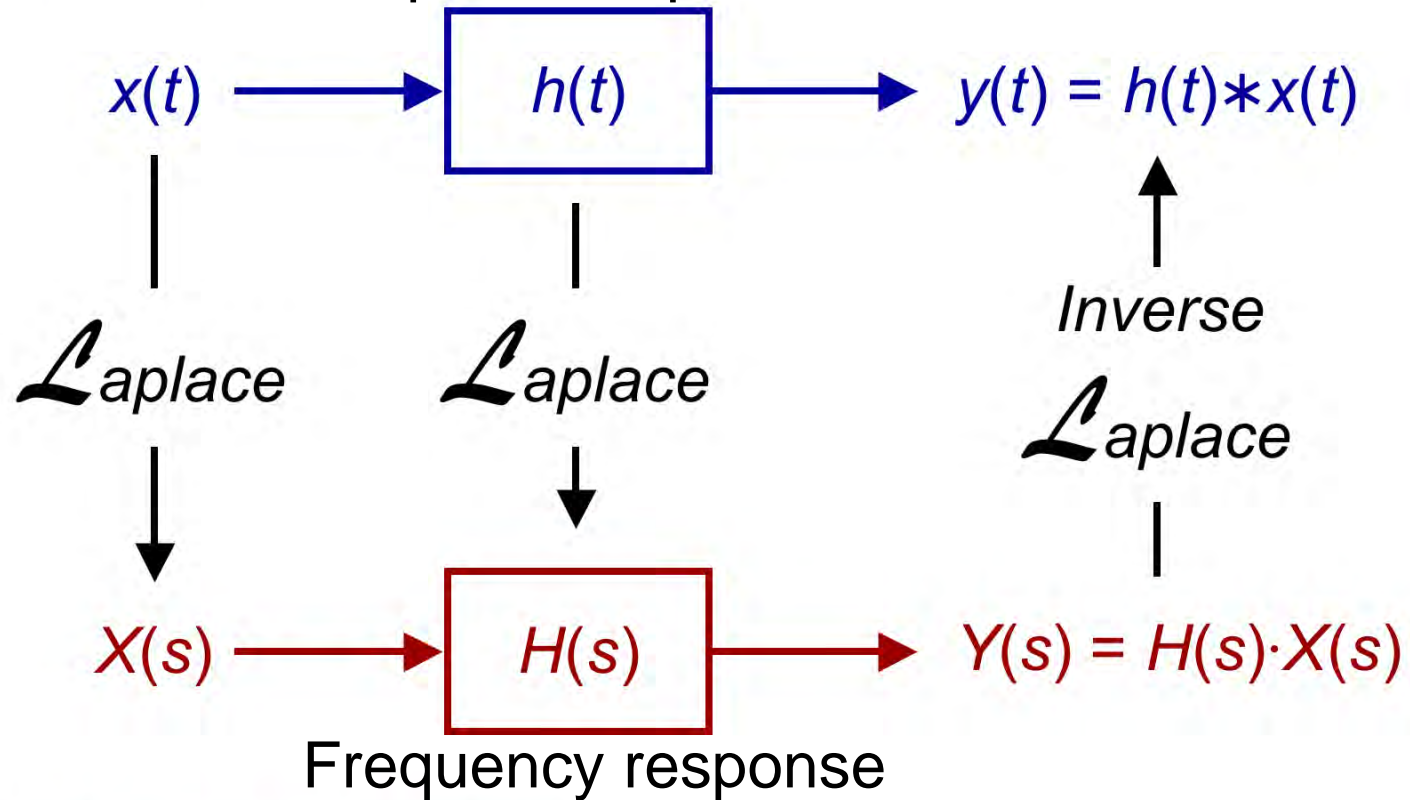 x(t) h(t) y(t) = h(t)∗x(t)
Laplace Laplace Inverse
Laplace
X(s) H(s) Y(s) = H(s)·X(s)
Frequency response